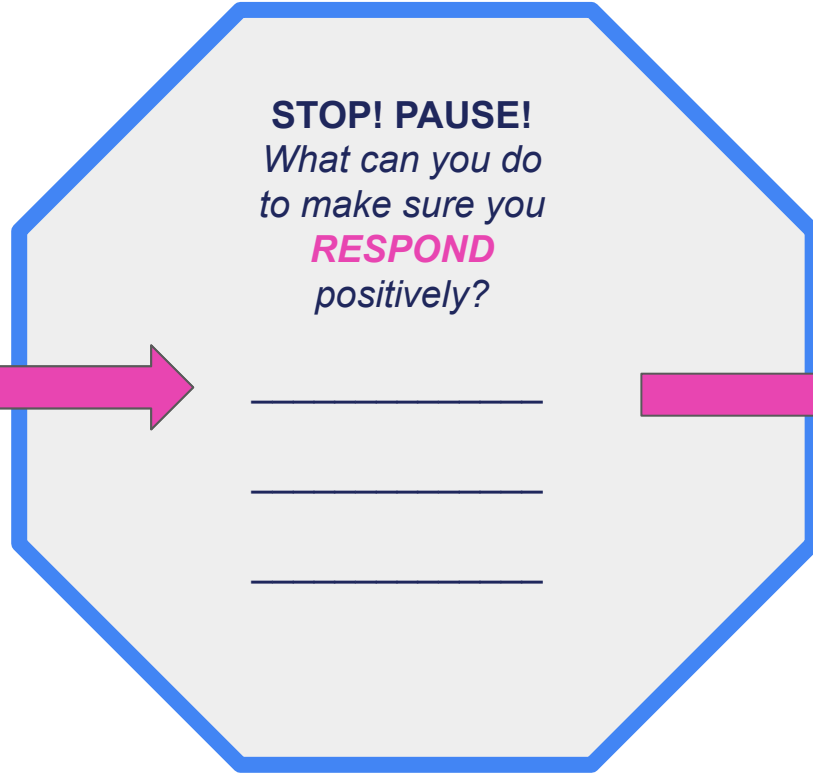 STOP! PAUSE!
What can you do
to make sure you
RESPOND
positively?